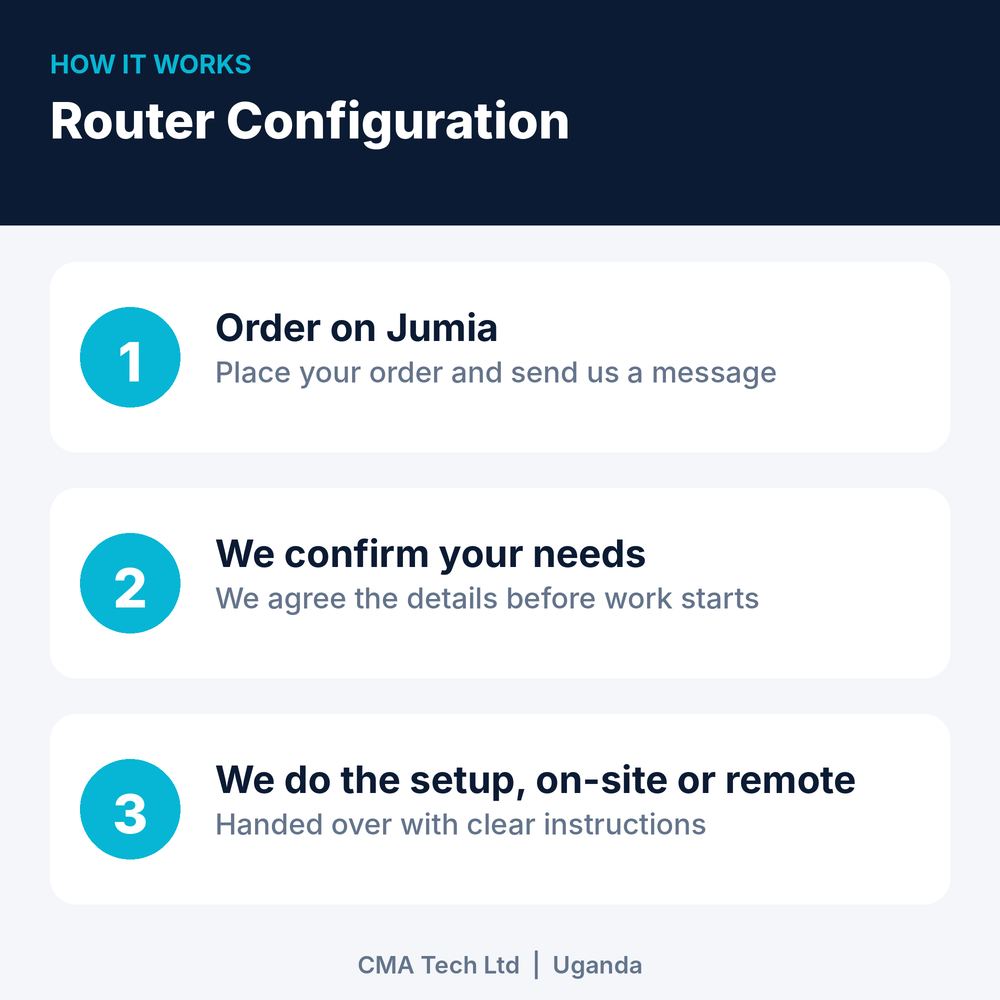 HOW IT WORKS
Router Configuration
1
Order on Jumia
Place your order and send us a message
2
We confirm your needs
We agree the details before work starts
3
We do the setup, on-site or remote
Handed over with clear instructions
CMA Tech Ltd | Uganda